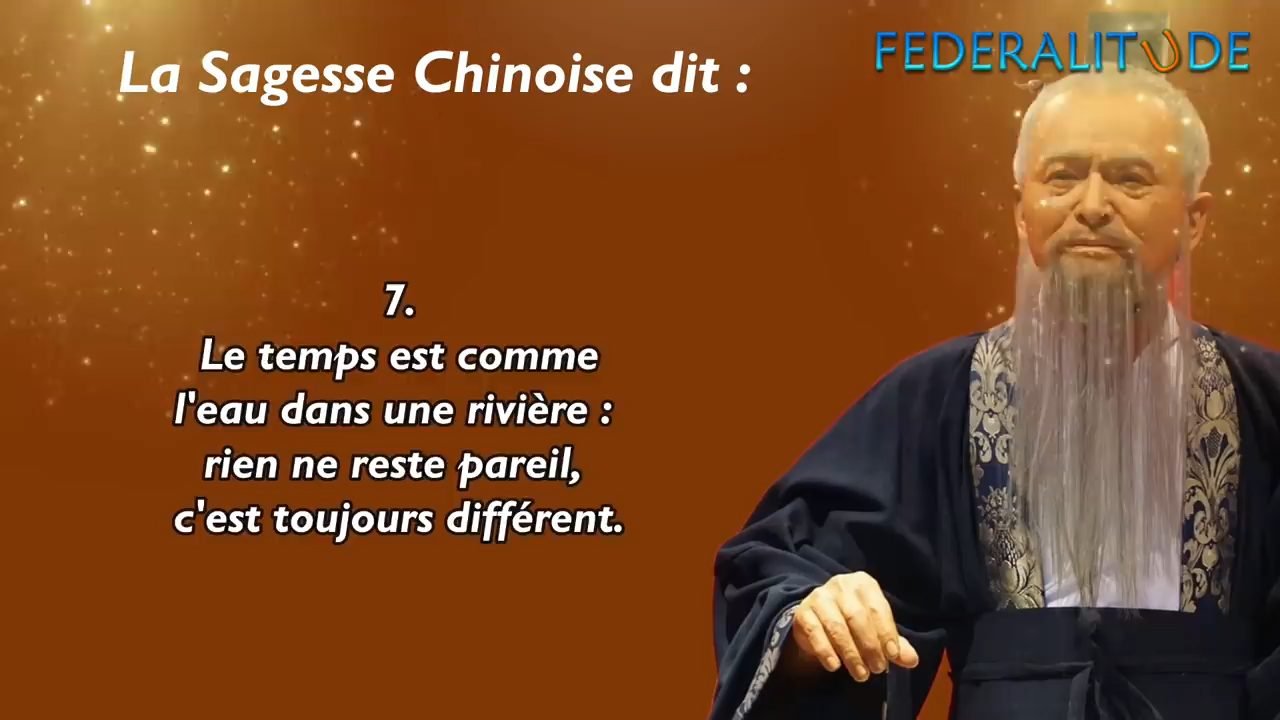 La Sagesse Chinoise dit :
FEDERALITUDE
7.
Le temps est comme
l'eau dans une rivière :
rien ne reste pareil,
c'est toujours différent.